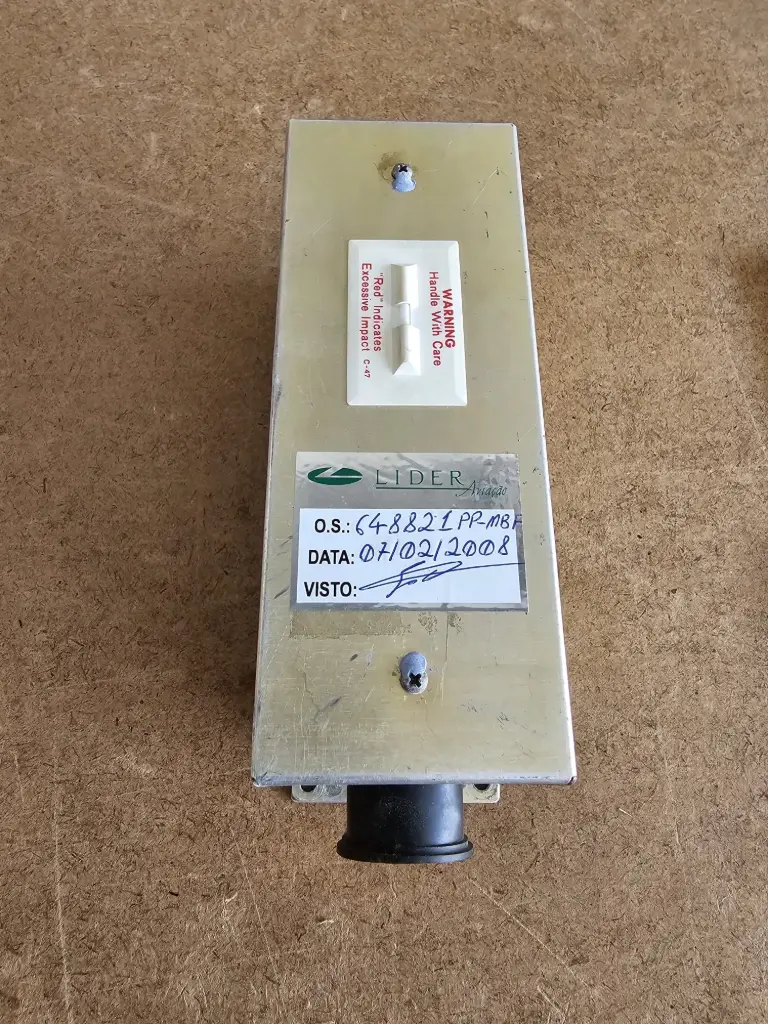 WARNING
Handle With Care
"Red" Indicates
Excessive Impact C-47
LIDER
Aviação
O.S.: 648821 PP-MBF
DATA: 07/02/2008
VISTO: